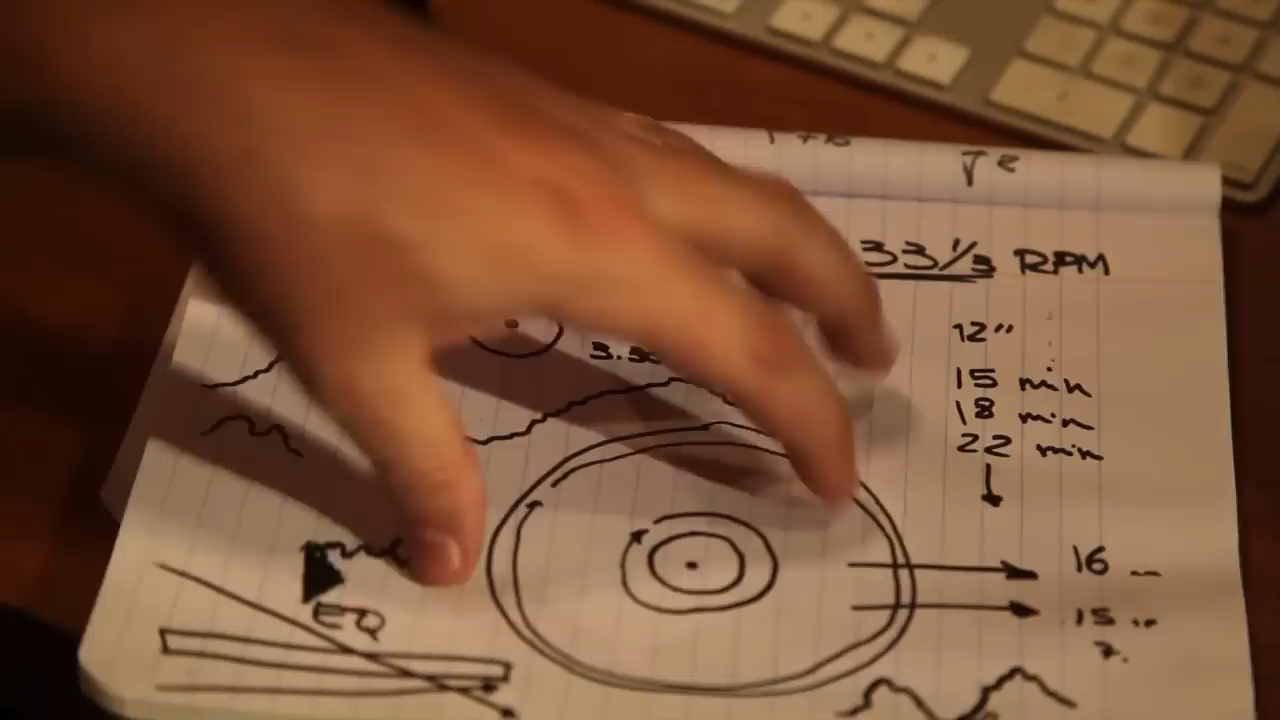 33⅓ RPM
12"
15 min
18 min
22 min
16
15
EQ